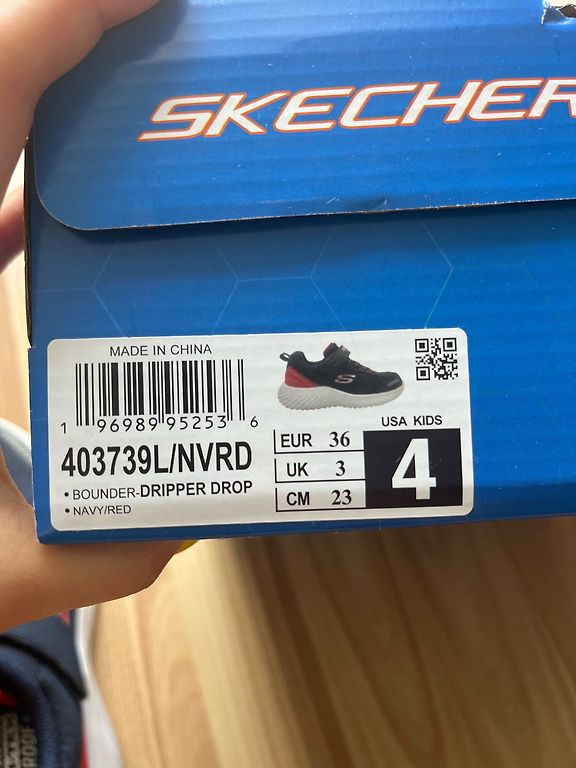 SKECHER
MADE IN CHINA
1 96989 95253 6
403739L/NVRD
• BOUNDER-DRIPPER DROP
• NAVY/RED
S
USA KIDS
EUR 36
UK 3
CM 23
4